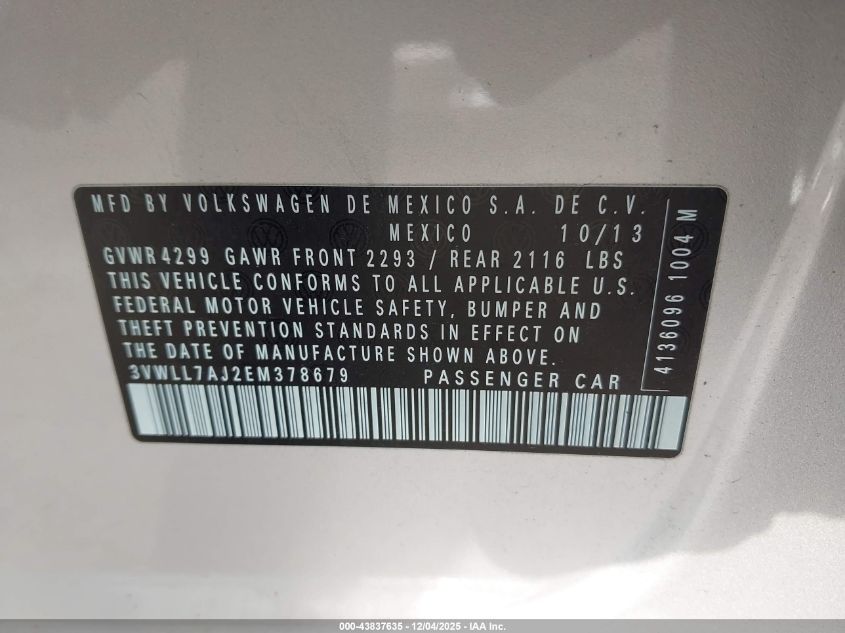 MFD BY VOLKSWAGEN DE MEXICO S.A. DE C.V.
MEXICO 10/13
GVWR 4299 GAWR FRONT 2293 / REAR 2116 LBS
THIS VEHICLE CONFORMS TO ALL APPLICABLE U.S.
FEDERAL MOTOR VEHICLE SAFETY, BUMPER AND
THEFT PREVENTION STANDARDS IN EFFECT ON
THE DATE OF MANUFACTURE SHOWN ABOVE.
3VWLL7AJ2EM378679 PASSENGER CAR
4136096 1004 M
000-43837635 - 12/04/2025 - IAA Inc.